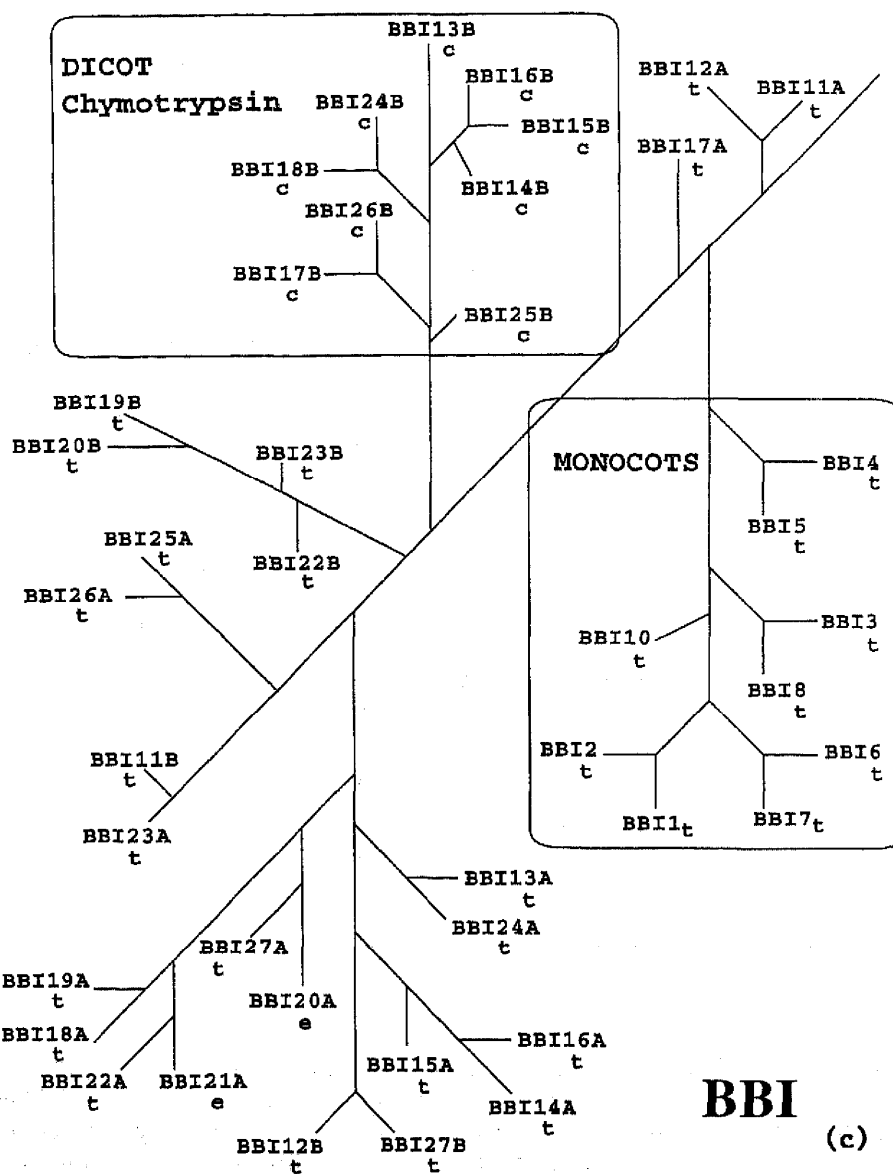 BBI13B
c
DICOT
Chymotrypsin
BBI16B
c
BBI12A
t
BBI11A
t
BBI24B
c
BBI15B
c
BBI17A
t
BBI18B
c
BBI14B
c
BBI26B
c
BBI17B
c
BBI25B
c
BBI19B
t
BBI20B
t
BBI23B
t
BBI22B
t
MONOCOTS
BBI4
t
BBI5
t
BBI25A
t
BBI26A
t
BBI10
t
BBI3
t
BBI8
t
BBI11B
t
BBI23A
t
BBI2
t
BBI6
t
BBI1t
BBI7t
BBI13A
t
BBI24A
t
BBI27A
t
BBI20A
e
BBI19A
t
BBI18A
t
BBI22A
t
BBI21A
e
BBI15A
t
BBI16A
t
BBI14A
t
BBI12B
t
BBI27B
t
BBI
(c)